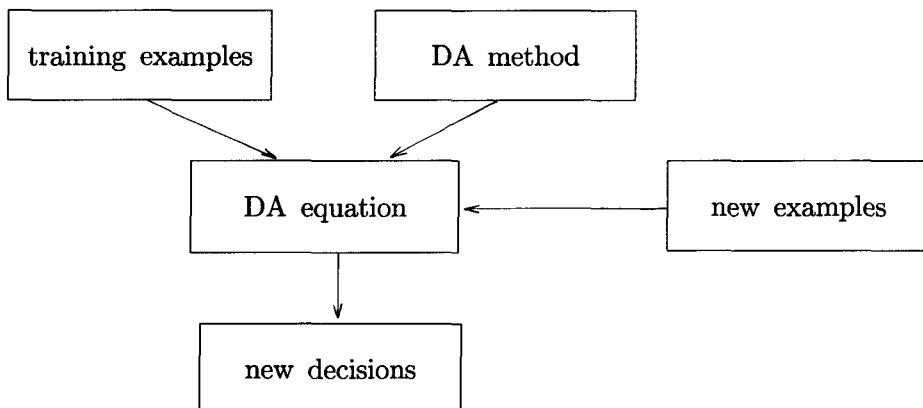 training examples
DA method
DA equation
new examples
new decisions